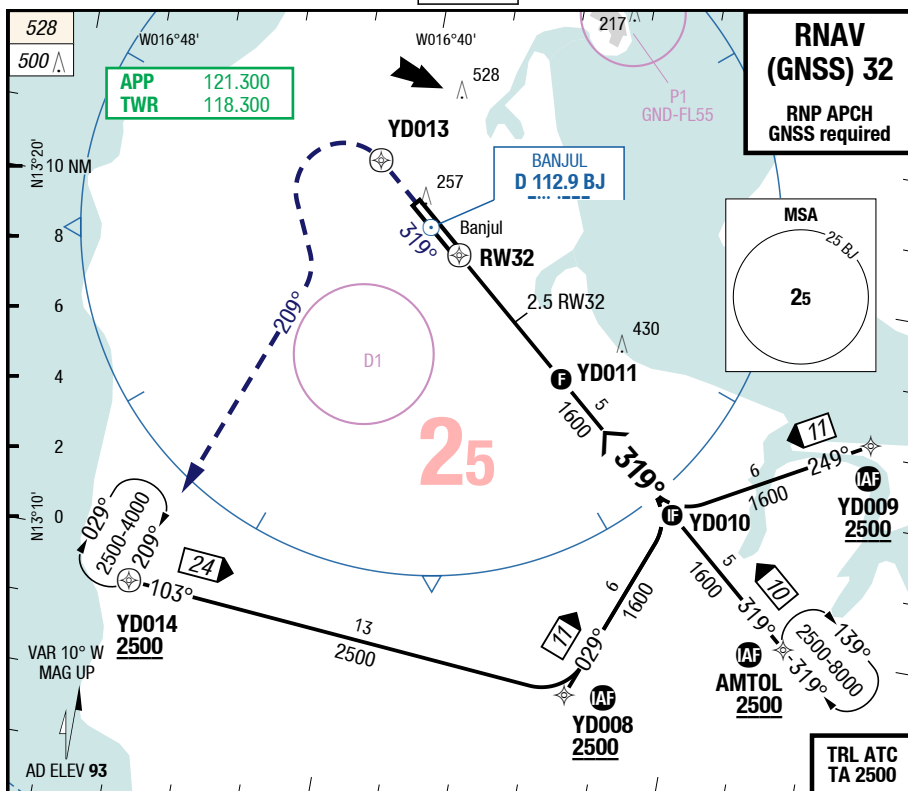 528
500
W016°48'
W016°40'
217
RNAV
(GNSS) 32
RNP APCH
GNSS required
APP 121.300
TWR 118.300
528
P1
GND-FL55
YD013
N13°20'
10 NM
BANJUL
D 112.9 BJ
257
MSA
25 BJ
25
8
Banjul
319°
RW32
6
209°
2.5 RW32
430
D1
4
F YD011
5
1600
25
2
11
319°
6
249°
1600
IAF
YD009
2500
N13°10'
0
IF YD010
029°
2500-4000
209°
24
103°
5
1600
10
319°
6
1600
YD014
2500
13
2500
11
029°
139°
2500-8000
319°
IAF
AMTOL
2500
VAR 10° W
MAG UP
IAF
YD008
2500
AD ELEV 93
TRL ATC
TA 2500